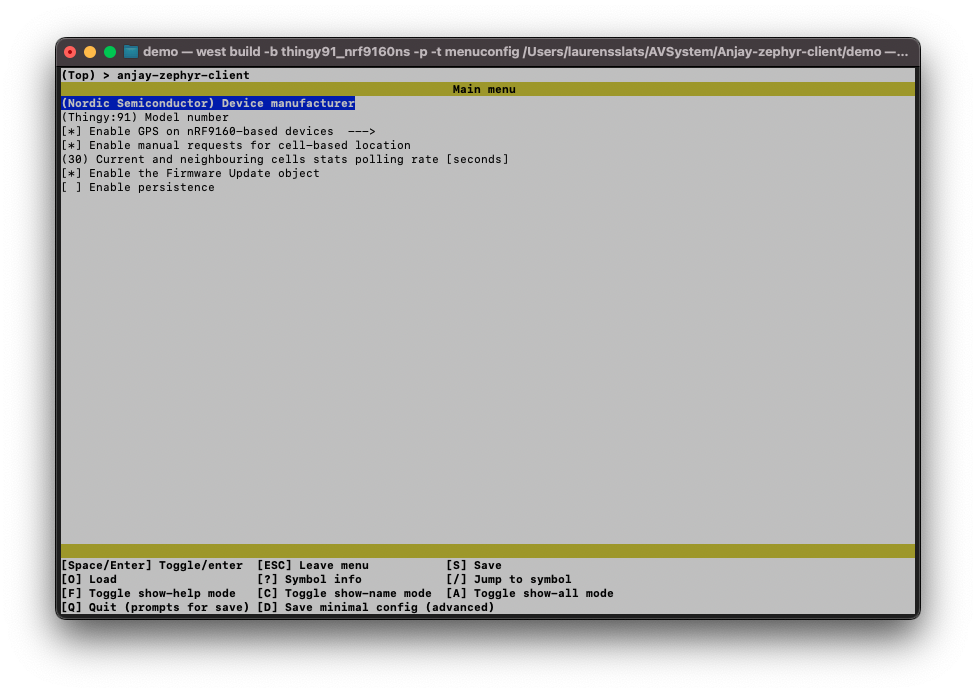 demo — west build -b thingy91_nrf9160ns -p -t menuconfig /Users/laurensslats/AVSystem/Anjay-zephyr-client/demo —...
(Top) > anjay-zephyr-client
Main menu
(Nordic Semiconductor) Device manufacturer
(Thingy:91) Model number
[*] Enable GPS on nRF9160-based devices  --->
[*] Enable manual requests for cell-based location
(30) Current and neighbouring cells stats polling rate [seconds]
[*] Enable the Firmware Update object
[ ] Enable persistence
[Space/Enter] Toggle/enter  [ESC] Leave menu           [S] Save
[O] Load                    [?] Symbol info            [/] Jump to symbol
[F] Toggle show-help mode   [C] Toggle show-name mode  [A] Toggle show-all mode
[Q] Quit (prompts for save) [D] Save minimal config (advanced)